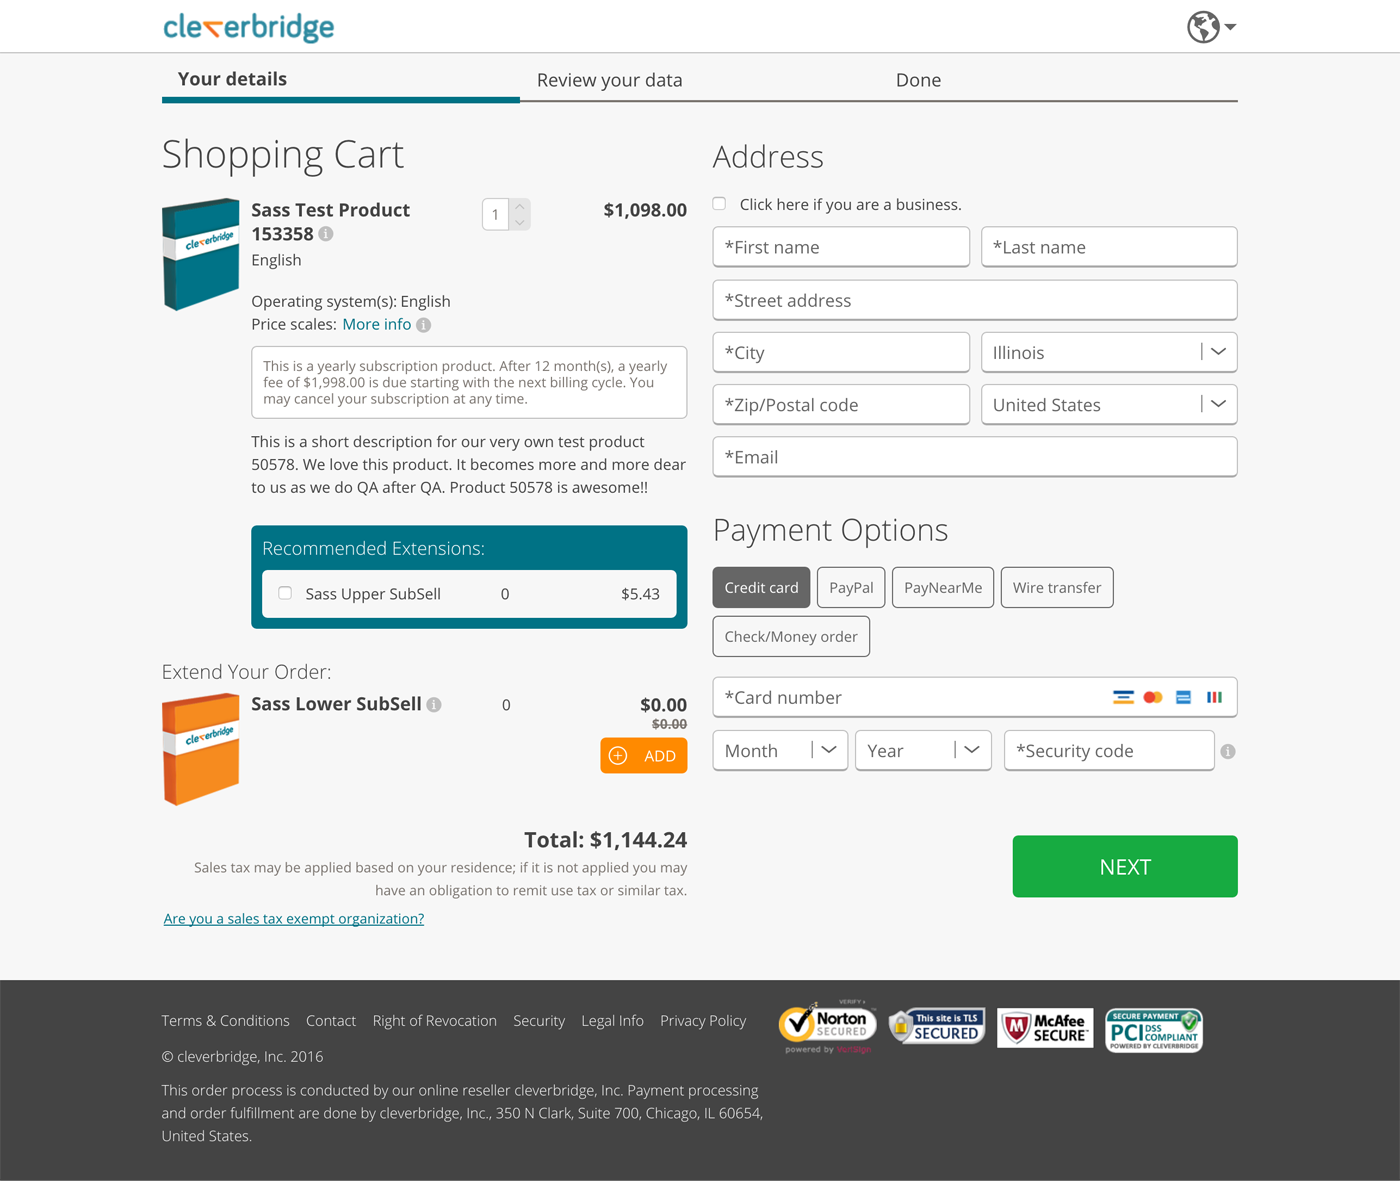 cleverbridge
Your details
Review your data
Done
Shopping Cart
cleverbridge
Sass Test Product
153358
English
1
$1,098.00
Operating system(s): English
Price scales: More info
This is a yearly subscription product. After 12 month(s), a yearly
fee of $1,998.00 is due starting with the next billing cycle. You
may cancel your subscription at any time.
This is a short description for our very own test product
50578. We love this product. It becomes more and more dear
to us as we do QA after QA. Product 50578 is awesome!!
Recommended Extensions:
Sass Upper SubSell 0 $5.43
Extend Your Order:
cleverbridge
Sass Lower SubSell 0 $0.00
$0.00
ADD
Total: $1,144.24
Sales tax may be applied based on your residence; if it is not applied you may
have an obligation to remit use tax or similar tax.
Are you a sales tax exempt organization?
Address
Click here if you are a business.
*First name
*Last name
*Street address
*City
Illinois
*Zip/Postal code
United States
*Email
Payment Options
Credit card
PayPal
PayNearMe
Wire transfer
Check/Money order
*Card number
Month
Year
*Security code
NEXT
Terms & Conditions Contact Right of Revocation Security Legal Info Privacy Policy
© cleverbridge, Inc. 2016
This order process is conducted by our online reseller cleverbridge, Inc. Payment processing
and order fulfillment are done by cleverbridge, Inc., 350 N Clark, Suite 700, Chicago, IL 60654,
United States.
VERIFY
Norton
SECURED
powered by VeriSign
This site is TLS
SECURED
McAfee
SECURE
SECURE PAYMENT
PCI DSS
COMPLIANT
POWERED BY CLEVERBRIDGE